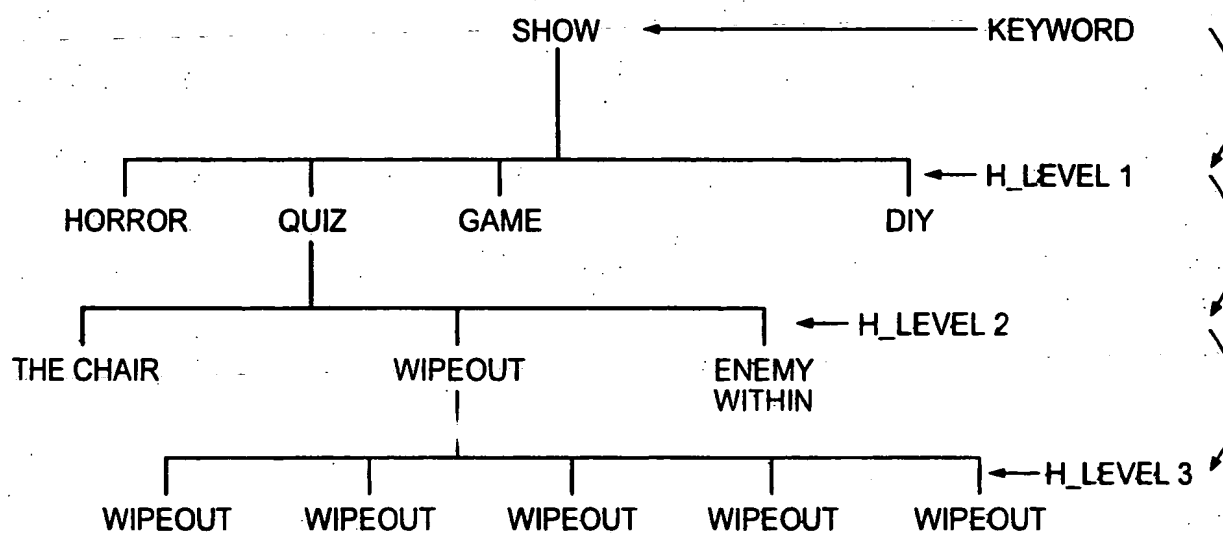 SHOW KEYWORD
H_LEVEL 1
HORROR QUIZ GAME DIY
H_LEVEL 2
THE CHAIR WIPEOUT ENEMY
WITHIN
H_LEVEL 3
WIPEOUT WIPEOUT WIPEOUT WIPEOUT WIPEOUT